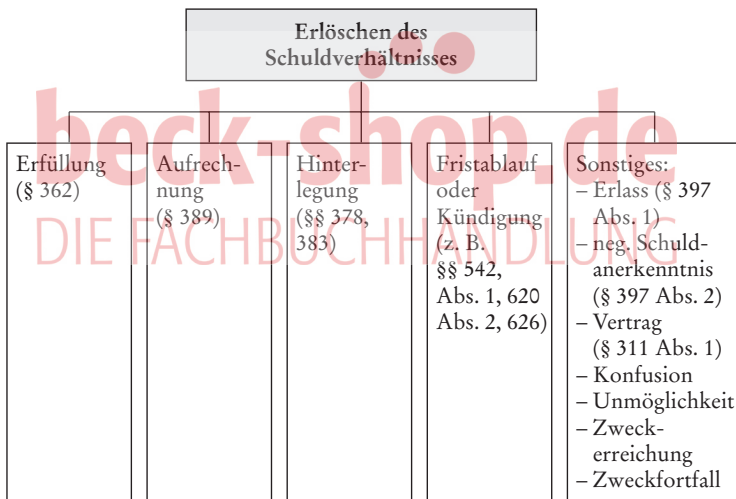 Erlöschen des
Schuldverhältnisses
beck-shop.de
DIE FACHBUCHHANDLUNG
Erfüllung
(§ 362)
Aufrech-
nung
(§ 389)
Hinter-
legung
(§§ 378,
383)
Fristablauf
oder
Kündigung
(z. B.
§§ 542,
Abs. 1, 620
Abs. 2, 626)
Sonstiges:
– Erlass (§ 397
Abs. 1)
– neg. Schuld-
anerkenntnis
(§ 397 Abs. 2)
– Vertrag
(§ 311 Abs. 1)
– Konfusion
– Unmöglichkeit
– Zweck-
erreichung
– Zweckfortfall